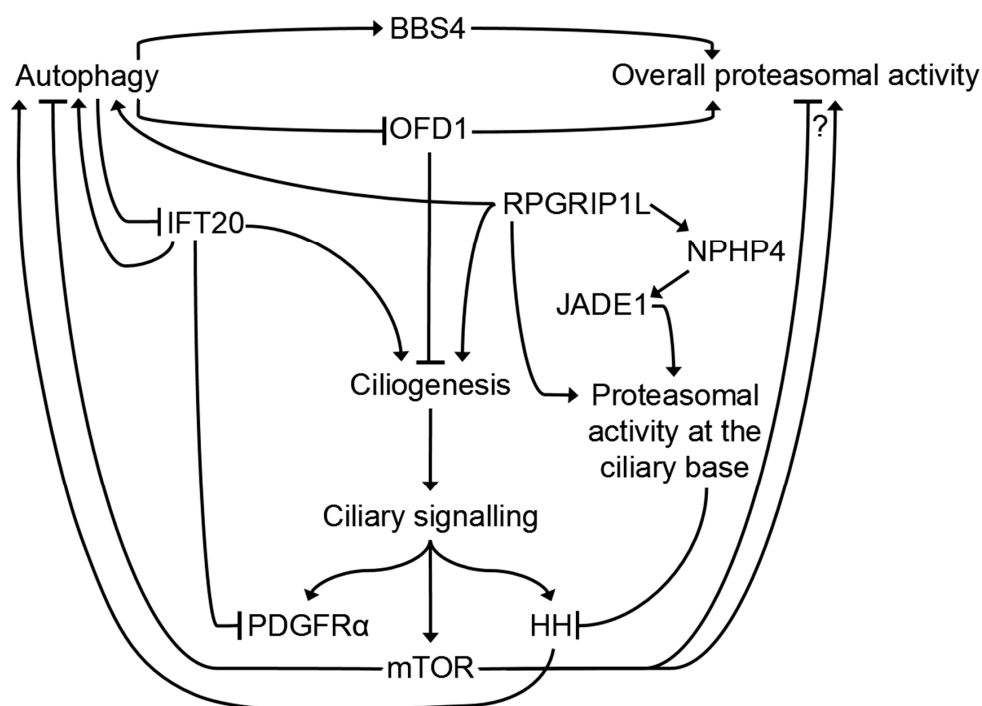 BBS4
Autophagy
Overall proteasomal activity
OFD1
?
RPGRIP1L
IFT20
NPHP4
JADE1
Ciliogenesis
Proteasomal
activity at the
ciliary base
Ciliary signalling
PDGFRα
HH
mTOR